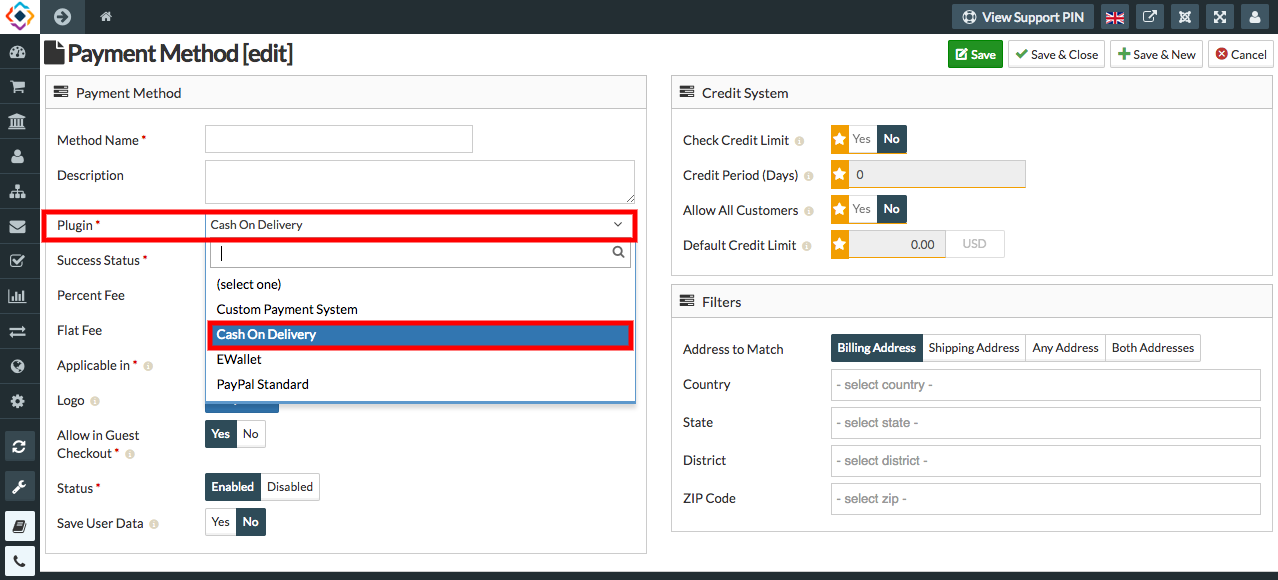 View Support PIN
Payment Method [edit]
Save
Save & Close
Save & New
Cancel
Payment Method
Method Name *
Description
Plugin *
Cash On Delivery
(select one)
Custom Payment System
Cash On Delivery
EWallet
PayPal Standard
Success Status *
Percent Fee
Flat Fee
Applicable in *
Logo
Allow in Guest
Checkout *
Yes No
Status *
Enabled Disabled
Save User Data
Yes No
Credit System
Check Credit Limit
Yes No
Credit Period (Days)
0
Allow All Customers
Yes No
Default Credit Limit
0.00 USD
Filters
Address to Match
Billing Address Shipping Address Any Address Both Addresses
Country
- select country -
State
- select state -
District
- select district -
ZIP Code
- select zip -